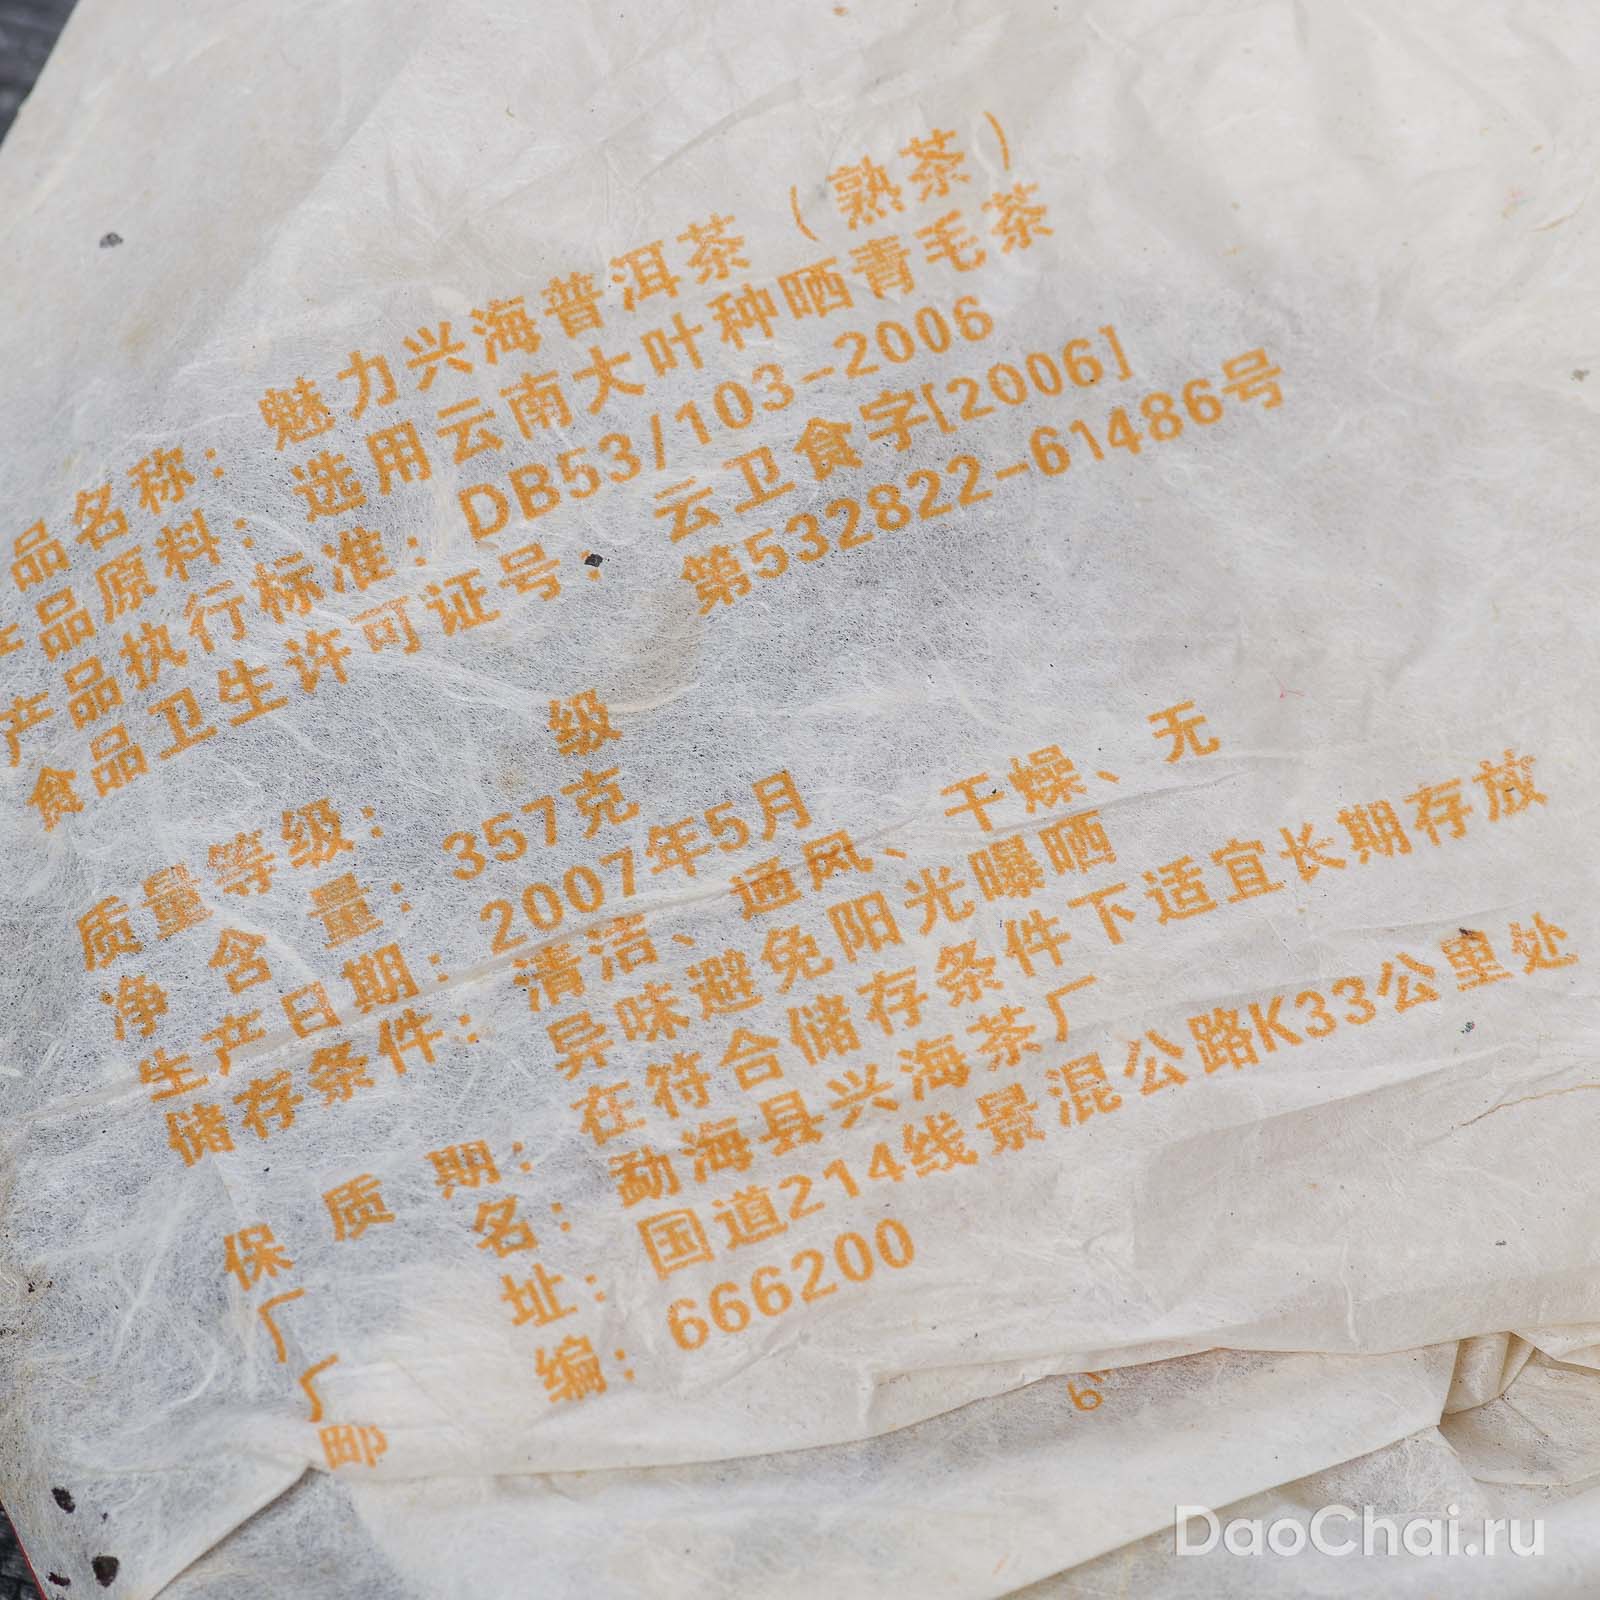 品名称：魅力兴海普洱茶（熟茶）
产品原料：选用云南大叶种晒青毛茶
产品执行标准：DB53/103-2006
食品卫生许可证号：云卫食字[2006]
第532822-61486号
质量等级：级
净含量：357克
生产日期：2007年5月
储存条件：清洁、通风、干燥、无
异味避免阳光曝晒
保质期：在符合储存条件下适宜长期存放
厂名：勐海县兴海茶厂
厂址：国道214线景混公路K33公里处
邮编：666200
DaoChai.ru